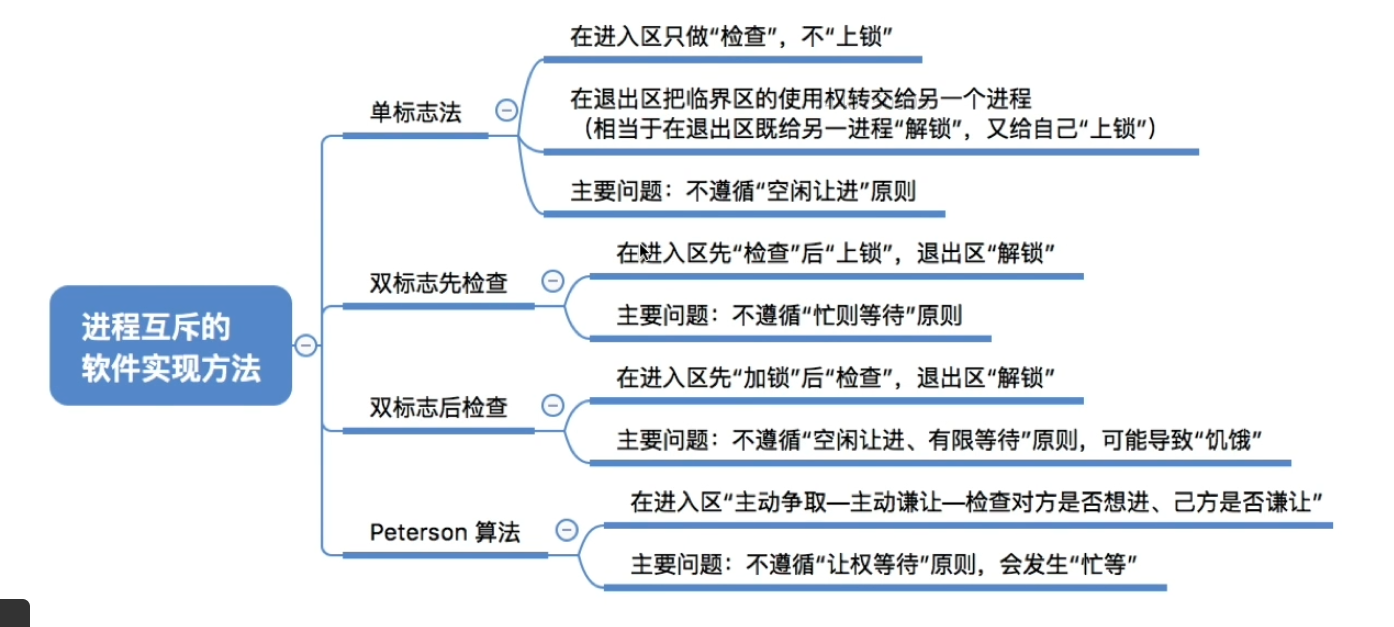 进程互斥的
软件实现方法
单标志法
在进入区只做“检查”，不“上锁”
在退出区把临界区的使用权转交给另一个进程
（相当于在退出区既给另一进程“解锁”，又给自己“上锁”）
主要问题：不遵循“空闲让进”原则
双标志先检查
在进入区先“检查”后“上锁”，退出区“解锁”
主要问题：不遵循“忙则等待”原则
双标志后检查
在进入区先“加锁”后“检查”，退出区“解锁”
主要问题：不遵循“空闲让进、有限等待”原则，可能导致“饥饿”
Peterson 算法
在进入区“主动争取—主动谦让—检查对方是否想进、己方是否谦让”
主要问题：不遵循“让权等待”原则，会发生“忙等”